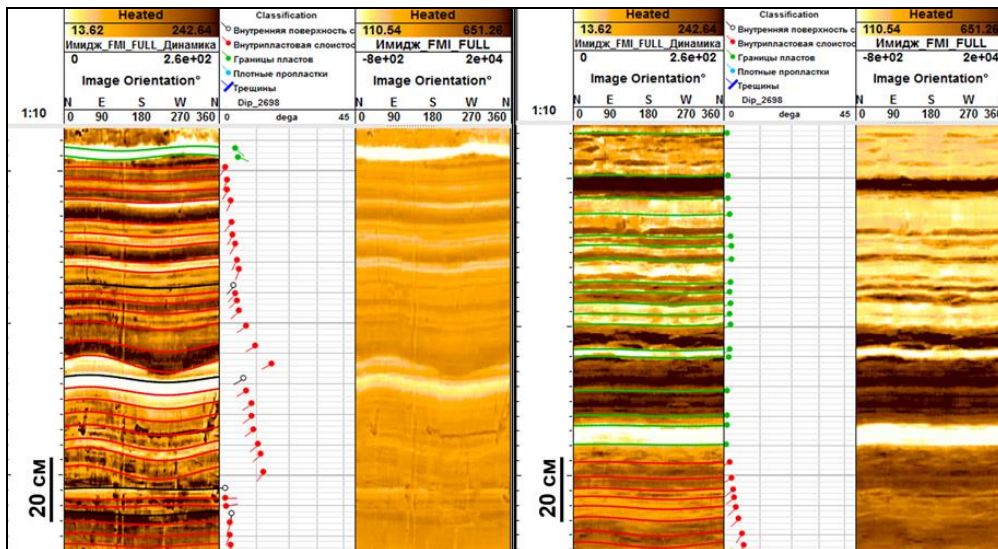 Heated
13.62 242.64
Имидж_FMI_FULL_Динамика
0 2.6e+02
Image Orientation°
N E S W N
0 90 180 270 360
1:10
Classification
Внутренняя поверхность с
Внутрипластовая слоистос
Границы пластов
Плотные пропластки
Трещины
Dip_2698
0 dega 45
Heated
110.54 651.26
Имидж_FMI_FULL
-8e+02 2e+04
Image Orientation°
N E S W N
0 90 180 270 360
20 см
Heated
13.62 242.64
Имидж_FMI_FULL_Динамика
0 2.6e+02
Image Orientation°
N E S W N
0 90 180 270 360
1:10
Classification
Внутренняя поверхность с
Внутрипластовая слоистос
Границы пластов
Плотные пропластки
Трещины
Dip_2698
0 dega 45
Heated
110.54 651.26
Имидж_FMI_FULL
-8e+02 2e+04
Image Orientation°
N E S W N
0 90 180 270 360
20 см